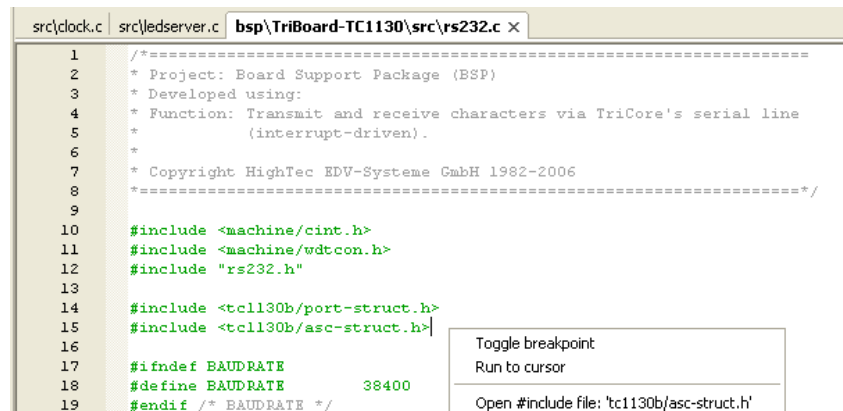 src\clock.c src\ledserver.c bsp\TriBoard-TC1130\src\rs232.c ×
1 /*=====================================================================
2 * Project: Board Support Package (BSP)
3 * Developed using:
4 * Function: Transmit and receive characters via TriCore's serial line
5 *           (interrupt-driven).
6 *
7 * Copyright HighTec EDV-Systeme GmbH 1982-2006
8 *=====================================================================*/
9
10 #include <machine/cint.h>
11 #include <machine/wdtcon.h>
12 #include "rs232.h"
13
14 #include <tc1130b/port-struct.h>
15 #include <tc1130b/asc-struct.h>
16
Toggle breakpoint
17 #ifndef BAUDRATE
Run to cursor
18 #define BAUDRATE        38400
19 #endif /* BAUDRATE */
Open #include file: 'tc1130b/asc-struct.h'